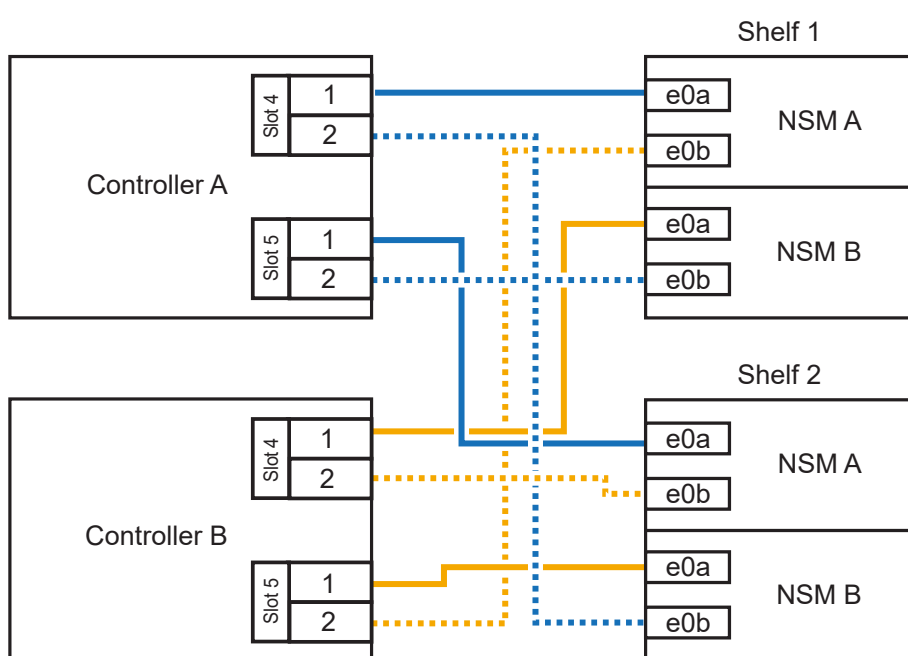 Shelf 1
Controller A
Slot 4
1
2
Slot 5
1
2
e0a
NSM A
e0b
e0a
NSM B
e0b
Shelf 2
Controller B
Slot 4
1
2
Slot 5
1
2
e0a
NSM A
e0b
e0a
NSM B
e0b